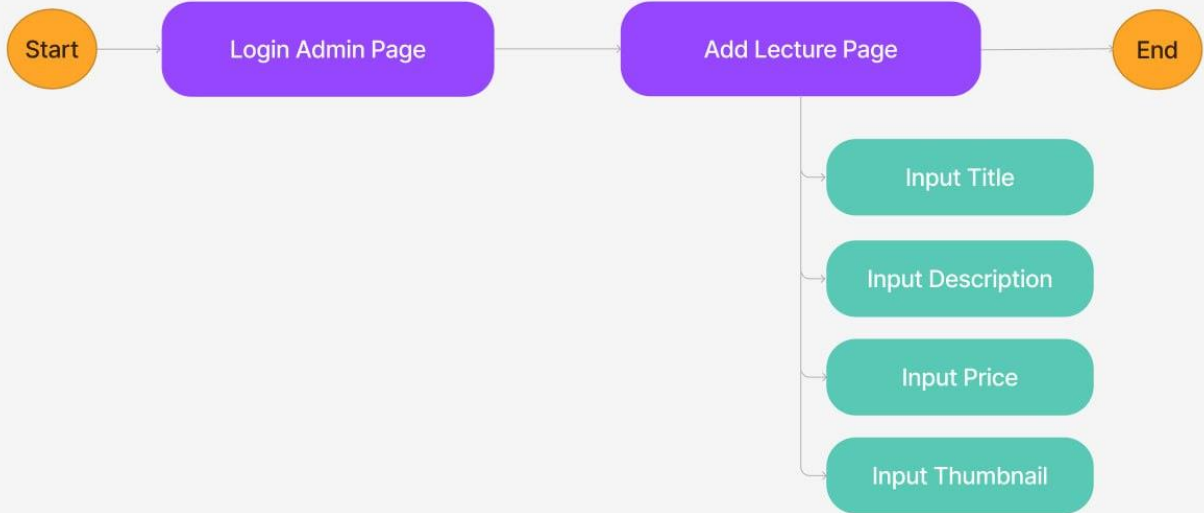 Start
Login Admin Page
Add Lecture Page
End
Input Title
Input Description
Input Price
Input Thumbnail